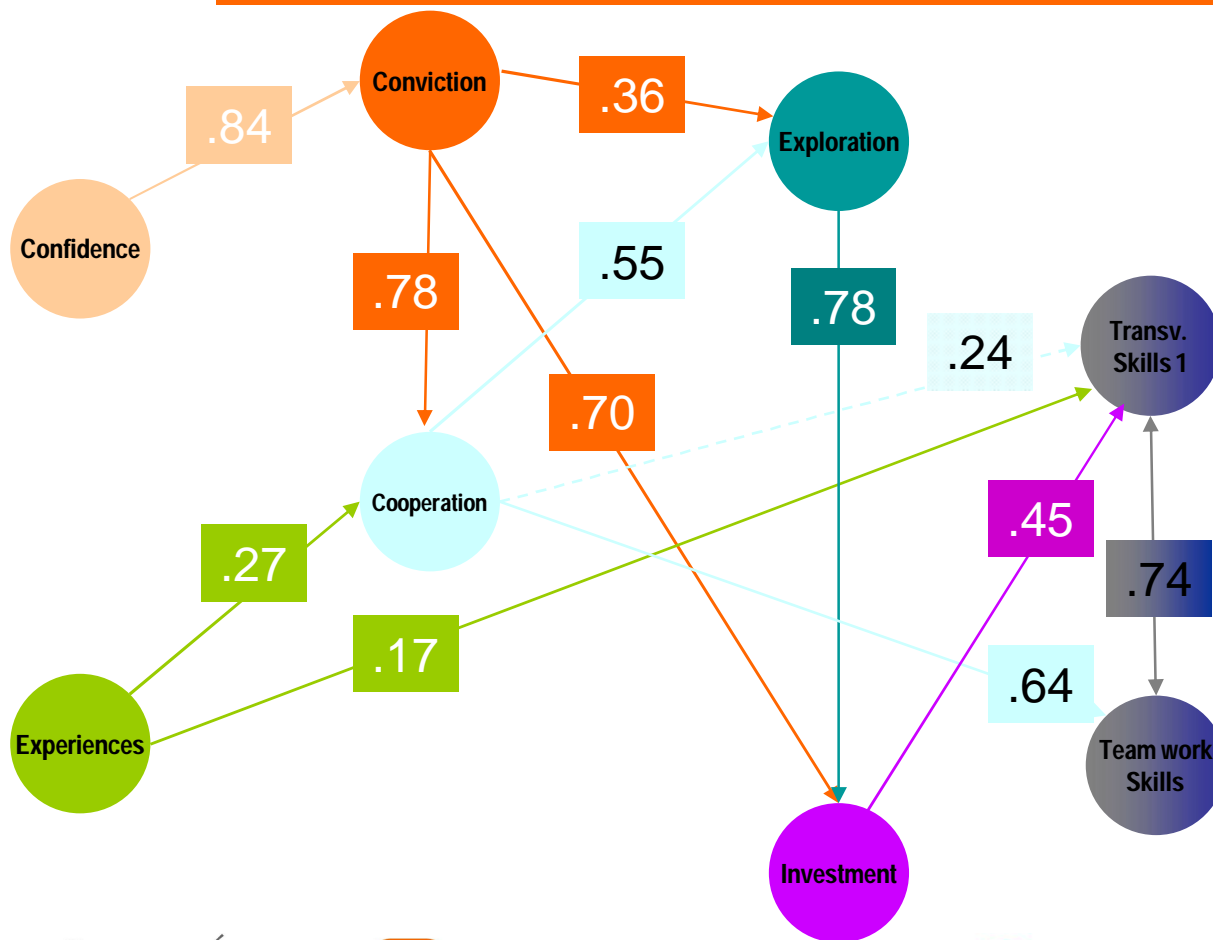 Conviction
.36
.84
Exploration
Confidence
.55
.78
.78
Transv.
Skills 1
.24
.70
Cooperation
.45
.27
.74
.17
.64
Experiences
Team work
Skills
Investment